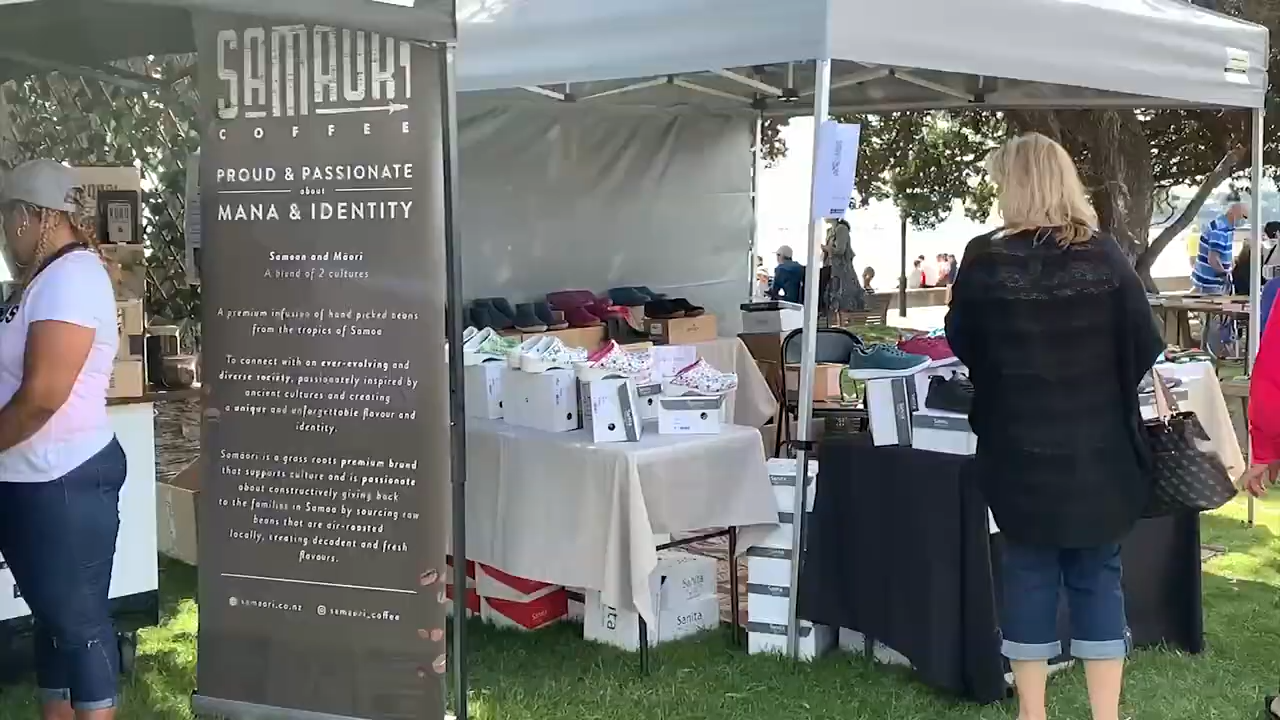 SAMAORI
COFFEE
PROUD & PASSIONATE
about
MANA & IDENTITY
Samoan and Māori
A blend of 2 cultures
A premium infusion of hand picked beans
from the tropics of Samoa
To connect with an ever-evolving and
diverse society, passionately inspired by
ancient cultures and creating
a unique and unforgettable flavour and
identity.
Samāori is a grass roots premium brand
that supports culture and is passionate
about constructively giving back
to the families in Samoa by sourcing raw
beans that are air-roasted
locally, creating decadent and fresh
flavours.
samaori.co.nz samaori_coffee
Sanita
Sanita
Sanita